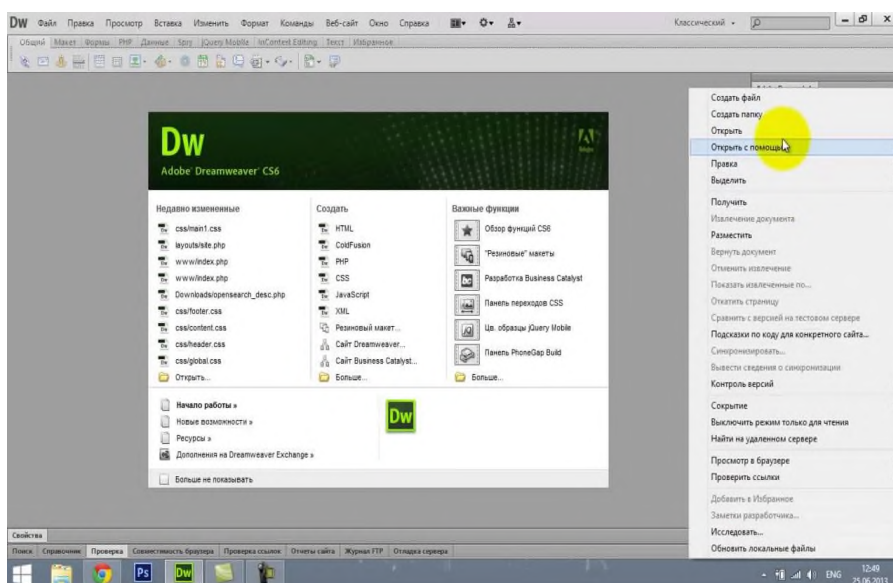 DW Файл Правка Просмотр Вставка Изменить Формат Команды Веб-сайт Окно Справка Классический
Общий Макет Формы PHP Данные Spry jQuery Mobile InContext Editing Текст Избранное
Dw
Adobe Dreamweaver CS6
Недавно измененные
css/main1.css
layouts/site.php
www/index.php
www/index.php
Downloads/opensearch_desc.php
css/footer.css
css/content.css
css/header.css
css/global.css
Открыть...
Создать
HTML
ColdFusion
PHP
CSS
JavaScript
XML
Резиновый макет...
Сайт Dreamweaver...
Сайт Business Catalyst...
Больше...
Важные функции
Обзор функций CS6
"Резиновые" макеты
Разработка Business Catalyst
Панель переходов CSS
Цв. образцы jQuery Mobile
Панель PhoneGap Build
Больше...
Начало работы »
Новые возможности »
Ресурсы »
Дополнения на Dreamweaver Exchange »
Dw
Больше не показывать
Создать файл
Создать папку
Открыть
Открыть с помощью
Правка
Выделить
Получить
Извлечение документа
Разместить
Вернуть документ
Отменить извлечение
Показать извлеченные по...
Откатить страницу
Сравнить с версией на тестовом сервере
Подсказки по коду для конкретного сайта...
Синхронизировать...
Вывести сведения о синхронизации
Контроль версий
Сокрытие
Выключить режим только для чтения
Найти на удаленном сервере
Просмотр в браузере
Проверить ссылки
Добавить в Избранное
Заметки разработчика...
Исследовать...
Обновить локальные файлы
Свойства
Поиск Справочник Проверка Совместимость браузера Проверка ссылок Отчеты сайта Журнал FTP Отладка сервера
Ps Dw ENG 12:49
25.06.2013